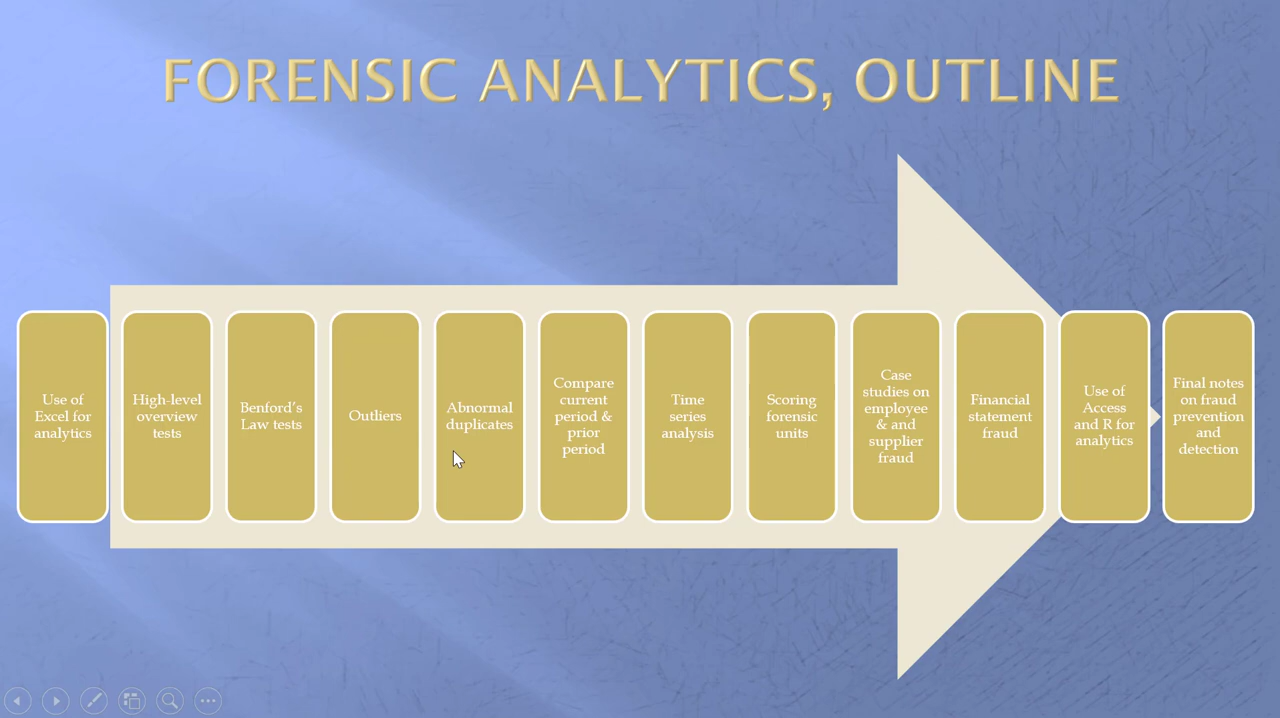 FORENSIC ANALYTICS, OUTLINE
Use of
Excel for
analytics
High-level
overview
tests
Benford's
Law tests
Outliers
Abnormal
duplicates
Compare
current
period &
prior
period
Time
series
analysis
Scoring
forensic
units
Case
studies on
employee
& and
supplier
fraud
Financial
statement
fraud
Use of
Access
and R for
analytics
Final notes
on fraud
prevention
and
detection